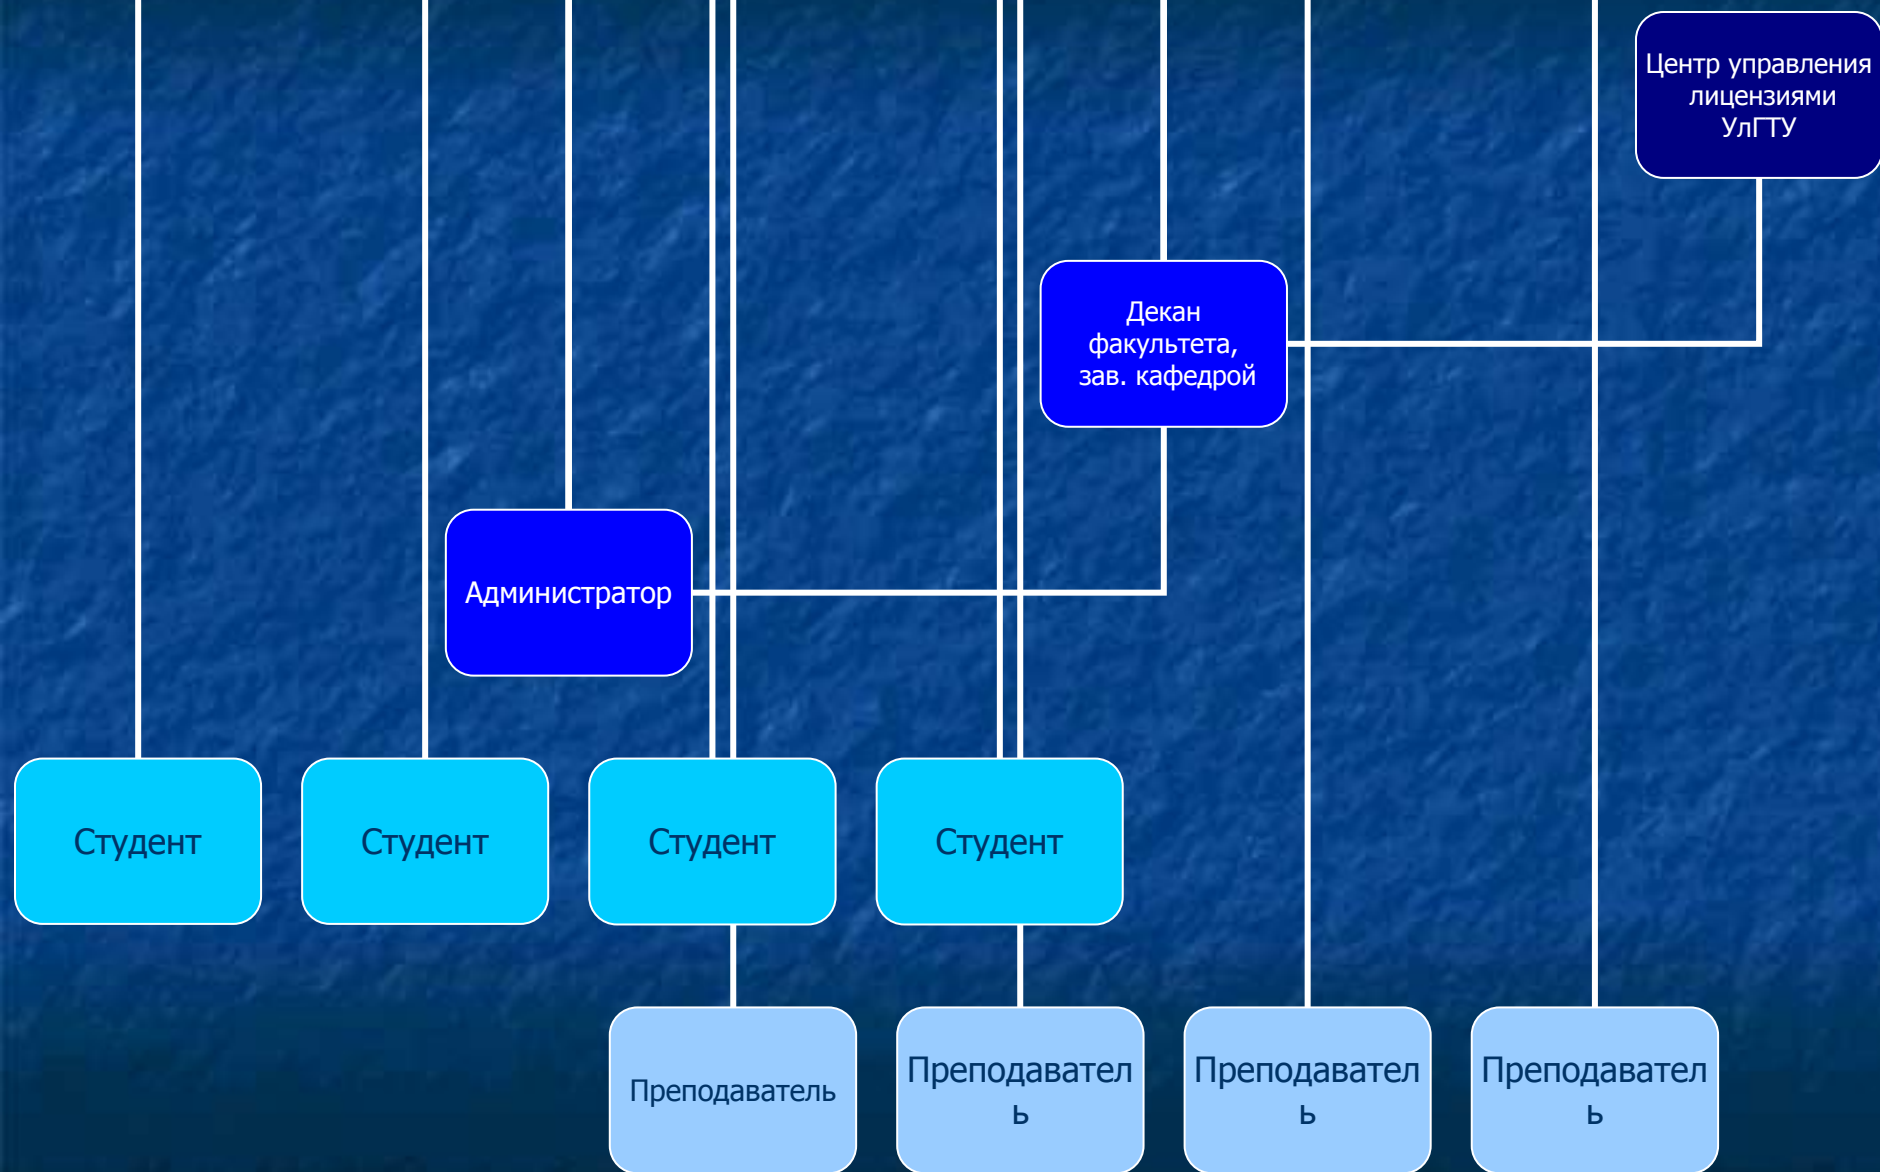 Центр управления
лицензиями
УлГТУ
Декан
факультета,
зав. кафедрой
Администратор
Студент
Студент
Студент
Студент
Преподаватель
Преподавател
ь
Преподавател
ь
Преподавател
ь